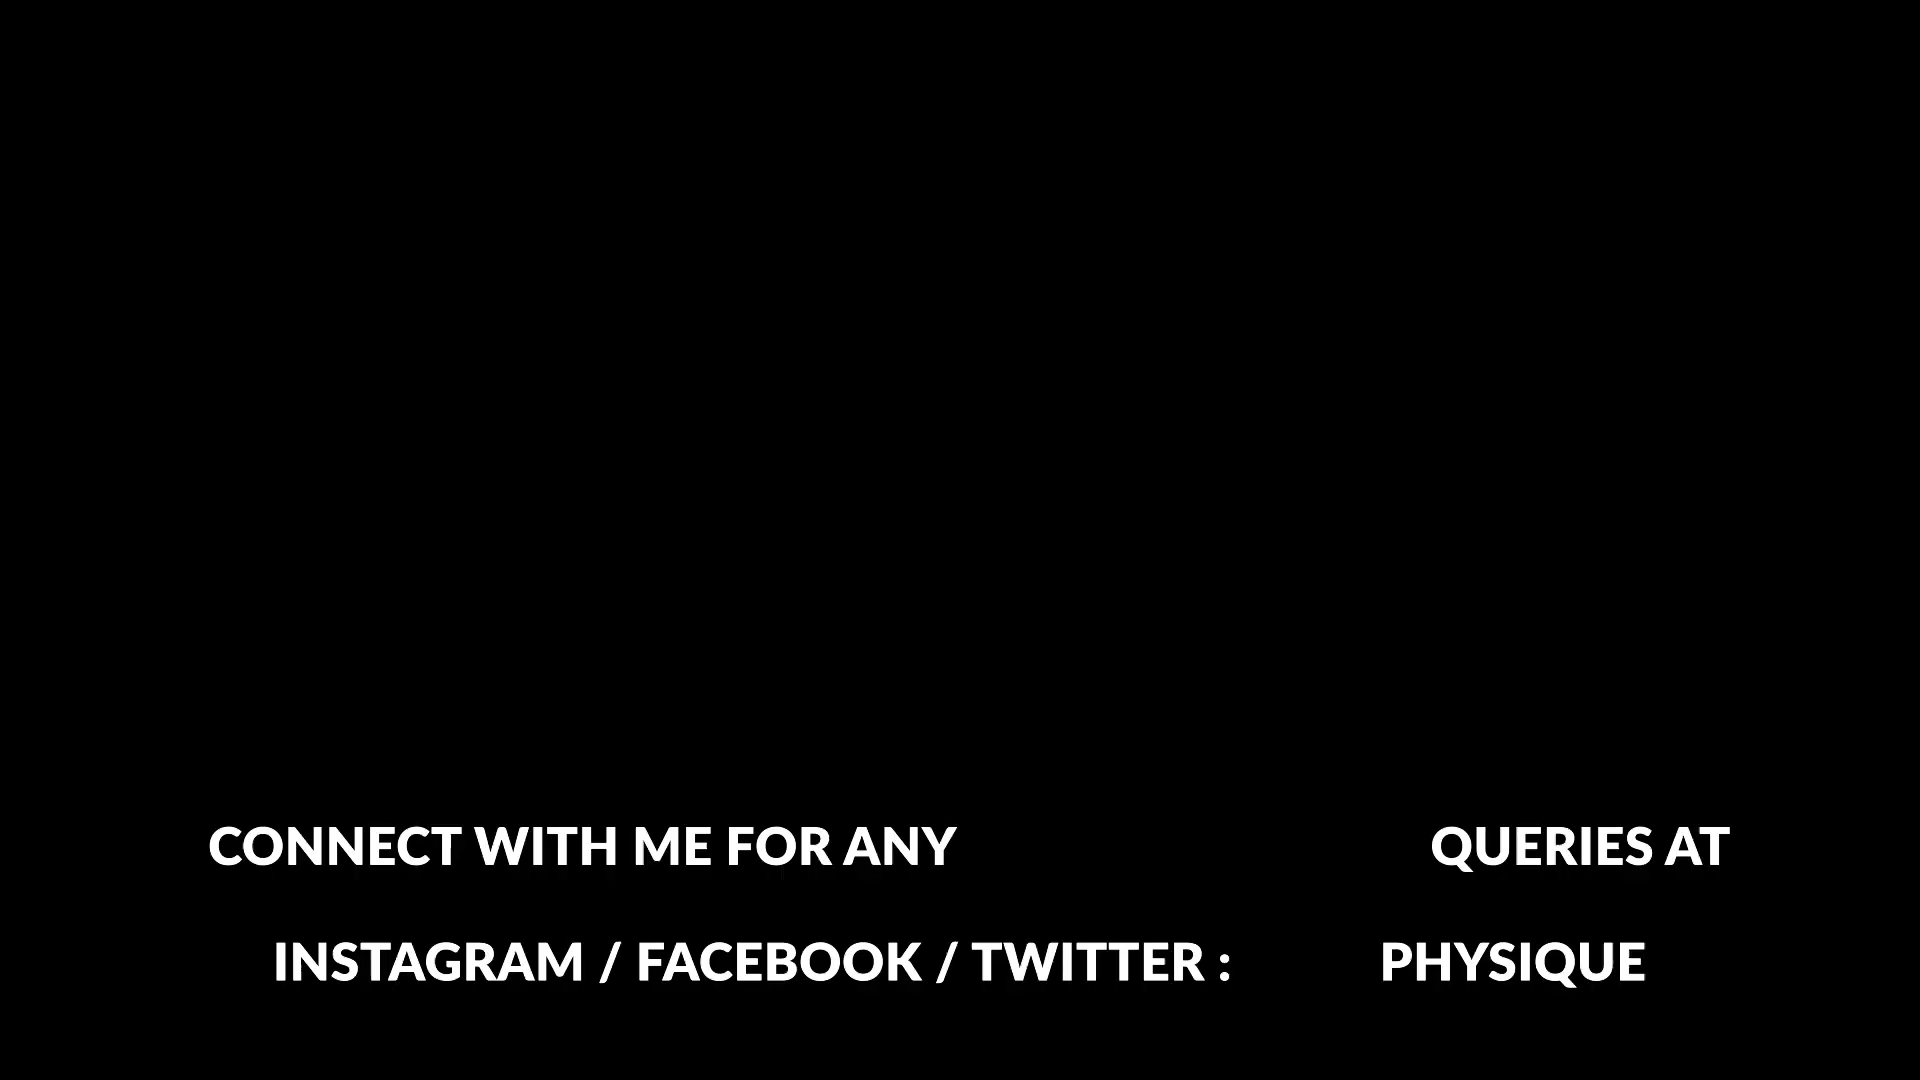 CONNECT WITH ME FOR ANY QUERIES AT
INSTAGRAM / FACEBOOK / TWITTER : PHYSIQUE